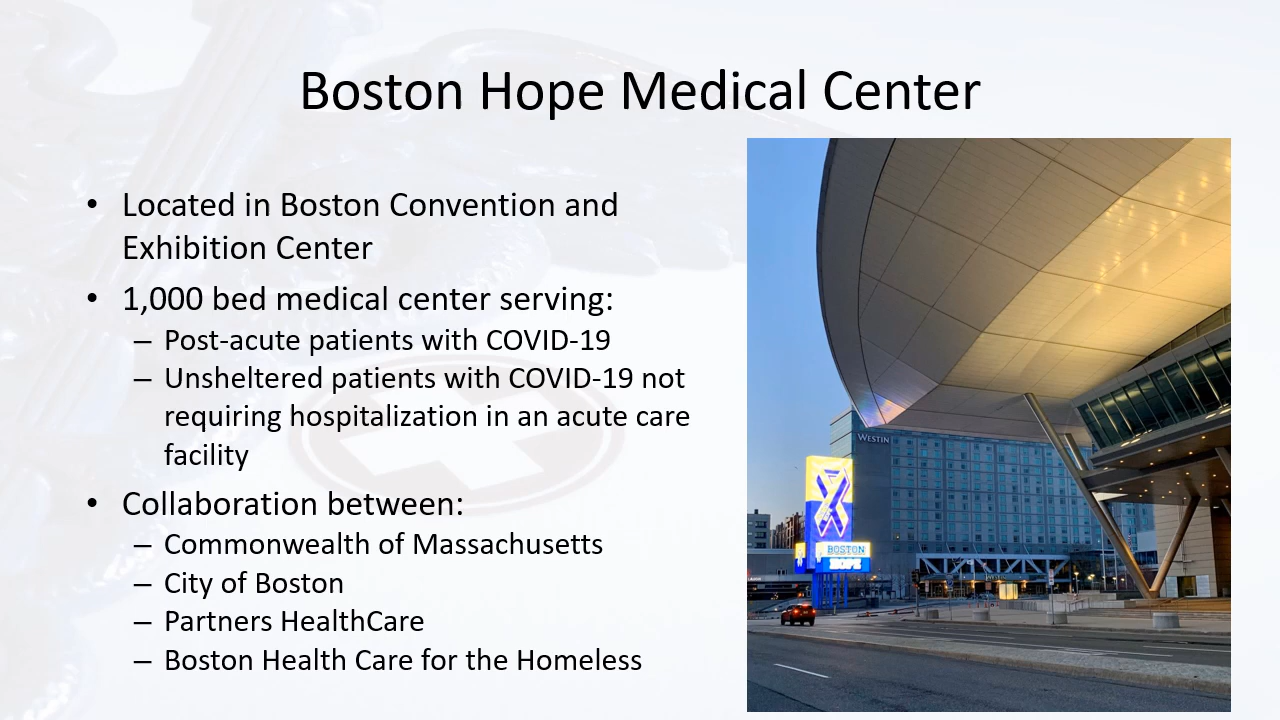 Boston Hope Medical Center
• Located in Boston Convention and
Exhibition Center
• 1,000 bed medical center serving:
– Post-acute patients with COVID-19
– Unsheltered patients with COVID-19 not
requiring hospitalization in an acute care
facility
• Collaboration between:
– Commonwealth of Massachusetts
– City of Boston
– Partners HealthCare
– Boston Health Care for the Homeless
WESTIN
BOSTON
HOPE
WESTIN